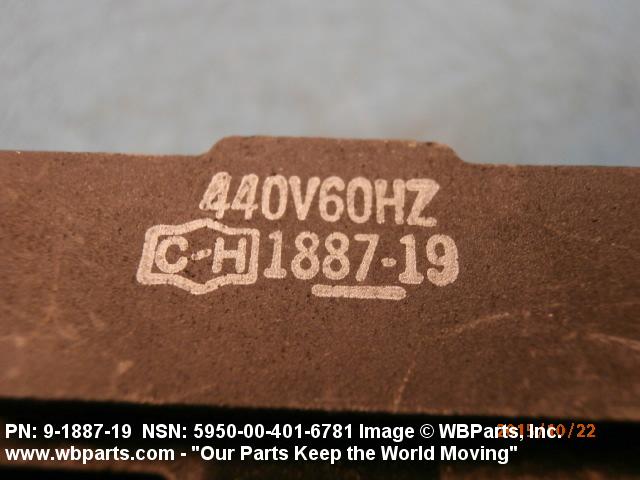 440V60HZ
C-H 1887-19
PN: 9-1887-19 NSN: 5950-00-401-6781 Image © WBParts, Inc.
www.wbparts.com - "Our Parts Keep the World Moving"